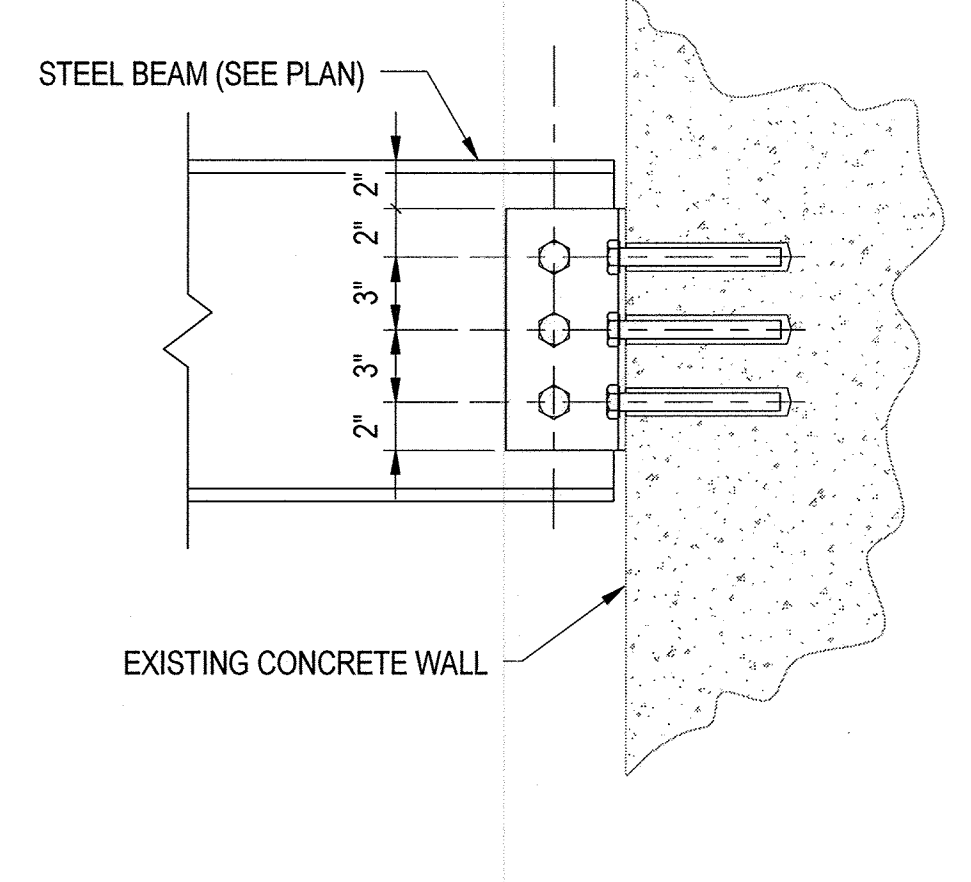 STEEL BEAM (SEE PLAN)
2"
2"
3"
3"
2"
EXISTING CONCRETE WALL